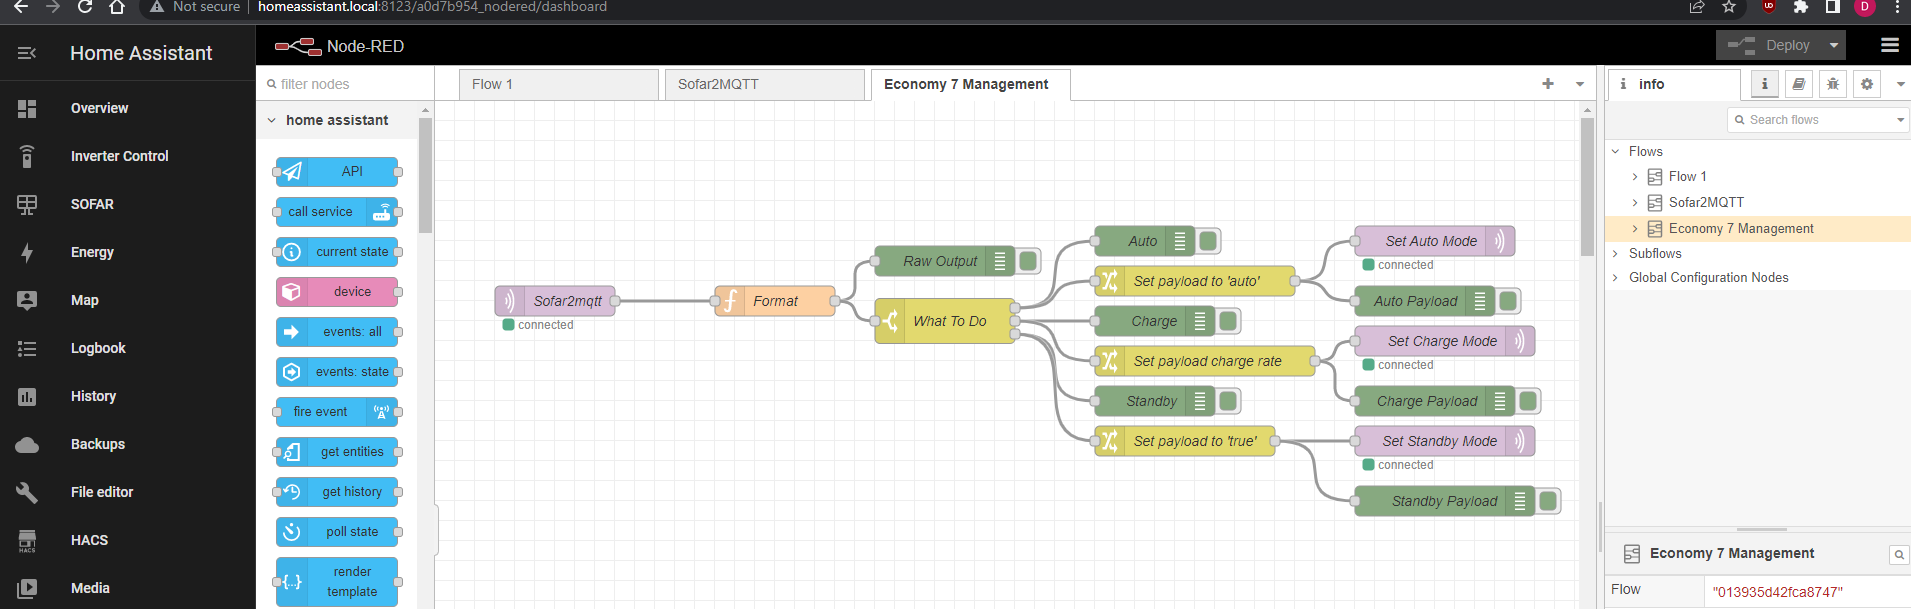 Not secure
homeassistant.local:8123/a0d7b954_nodered/dashboard
UD
D
Home Assistant
Overview
Inverter Control
SOFAR
Energy
Map
Logbook
History
Backups
File editor
HACS
HACS
Media
Node-RED
Deploy
filter nodes
home assistant
API
call service
current state
device
events: all
events: state
fire event
get entities
get history
poll state
render
template
Flow 1
Sofar2MQTT
Economy 7 Management
Sofar2mqtt
connected
Format
Raw Output
What To Do
Auto
Set payload to 'auto'
Charge
Set payload charge rate
Standby
Set payload to 'true'
Set Auto Mode
connected
Auto Payload
Set Charge Mode
connected
Charge Payload
Set Standby Mode
connected
Standby Payload
info
Search flows
Flows
Flow 1
Sofar2MQTT
Economy 7 Management
Subflows
Global Configuration Nodes
Economy 7 Management
Flow
"013935d42fca8747"